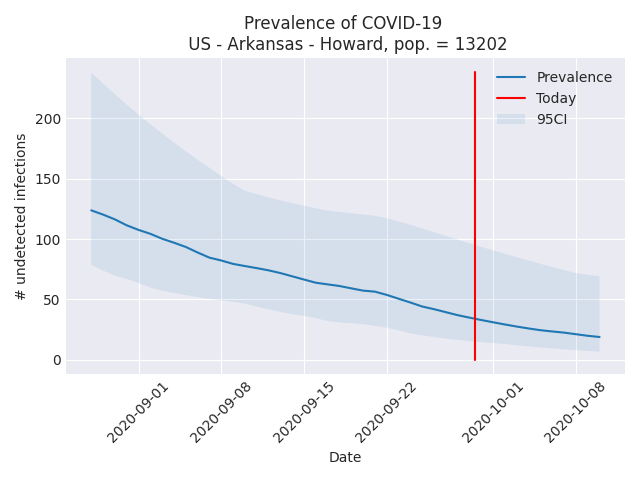 Prevalence of COVID-19
US - Arkansas - Howard, pop. = 13202
Prevalence
Today
95CI
# undetected infections
200
150
100
50
0
2020-09-01
2020-09-08
2020-09-15
2020-09-22
2020-10-01
2020-10-08
Date